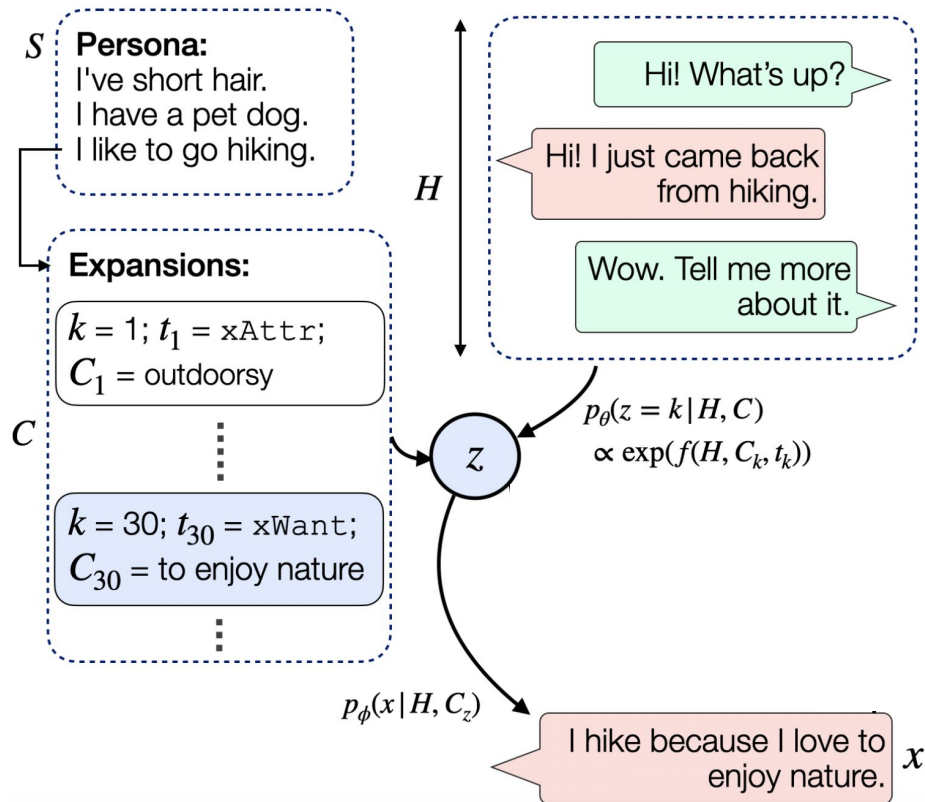 S
Persona:
I've short hair.
I have a pet dog.
I like to go hiking.
H
Hi! What's up?
Hi! I just came back
from hiking.
Wow. Tell me more
about it.
C
Expansions:
k = 1; t₁ = xAttr;
C₁ = outdoorsy
k = 30; t₃₀ = xWant;
C₃₀ = to enjoy nature
z
pθ(z = k|H, C)
∝ exp(f(H, Cₖ, tₖ))
p_ϕ(x|H, C_z)
I hike because I love to
enjoy nature.
x